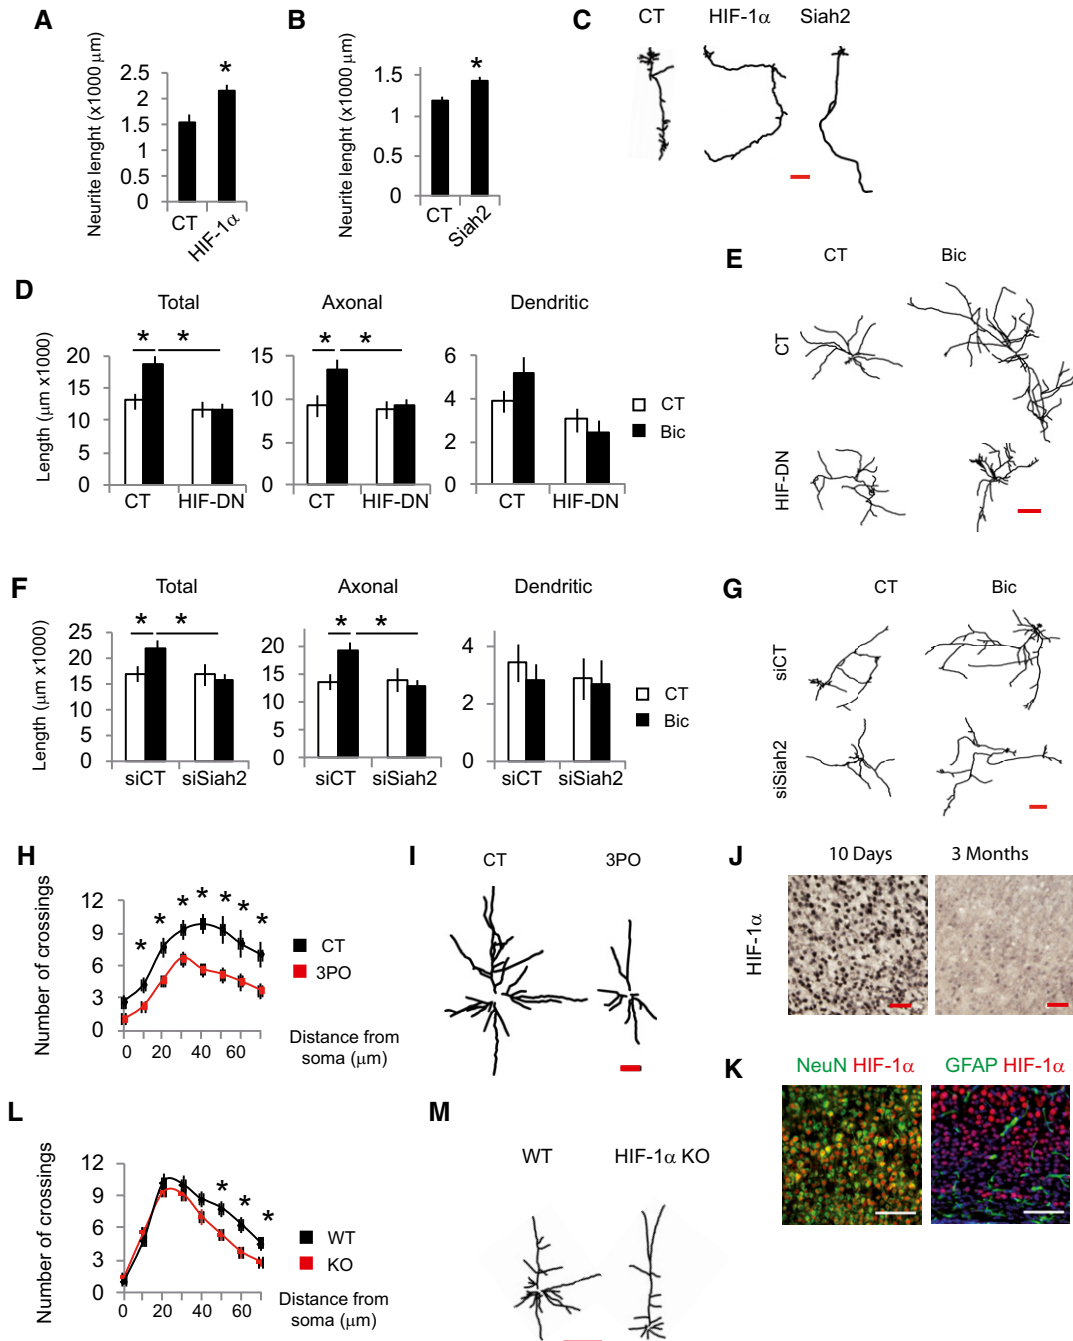 A
Neurite lenght (x1000 μm)
2.5
2
1.5
1
0.5
0
*
CT
HIF-1α
B
Neurite lenght (x1000 μm)
1.5
1
0.5
0
*
CT
Siah2
C
CT HIF-1α Siah2
D
Total Axonal Dendritic
Length (μm x1000)
20
15
10
5
0
* *
CT HIF-DN
15
10
5
0
* *
CT HIF-DN
6
4
2
0
CT HIF-DN
CT
Bic
E
CT Bic
CT
HIF-DN
F
Total Axonal Dendritic
Length (μm x1000)
25
20
15
10
5
0
* *
siCT siSiah2
20
15
10
5
0
* *
siCT siSiah2
4
2
0
siCT siSiah2
CT
Bic
G
CT Bic
siCT
siSiah2
H
Number of crossings
12
9
6
3
0
* * * * * * *
0 20 40 60
Distance from
soma (μm)
CT
3PO
I
CT 3PO
J
10 Days 3 Months
HIF-1α
K
NeuN HIF-1α GFAP HIF-1α
L
Number of crossings
12
9
6
3
0
* * *
0 20 40 60
Distance from
soma (μm)
WT
KO
M
WT HIF-1α KO